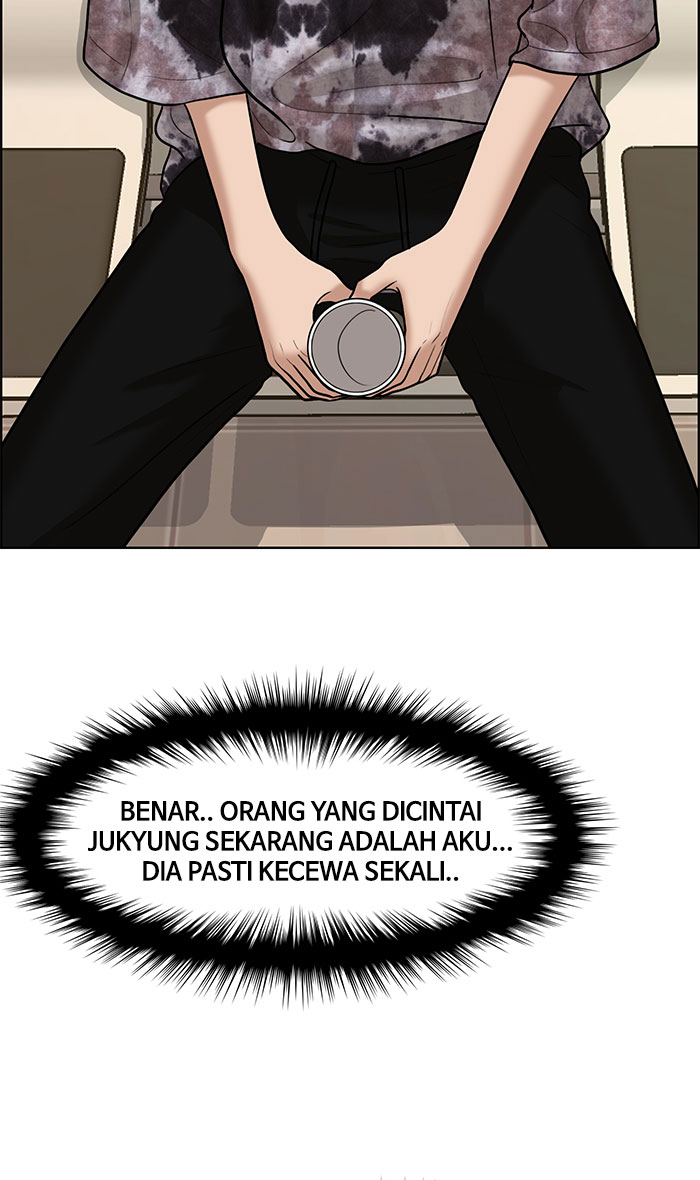 BENAR.. ORANG YANG DICINTAI
JUKYUNG SEKARANG ADALAH AKU...
DIA PASTI KECEWA SEKALI..